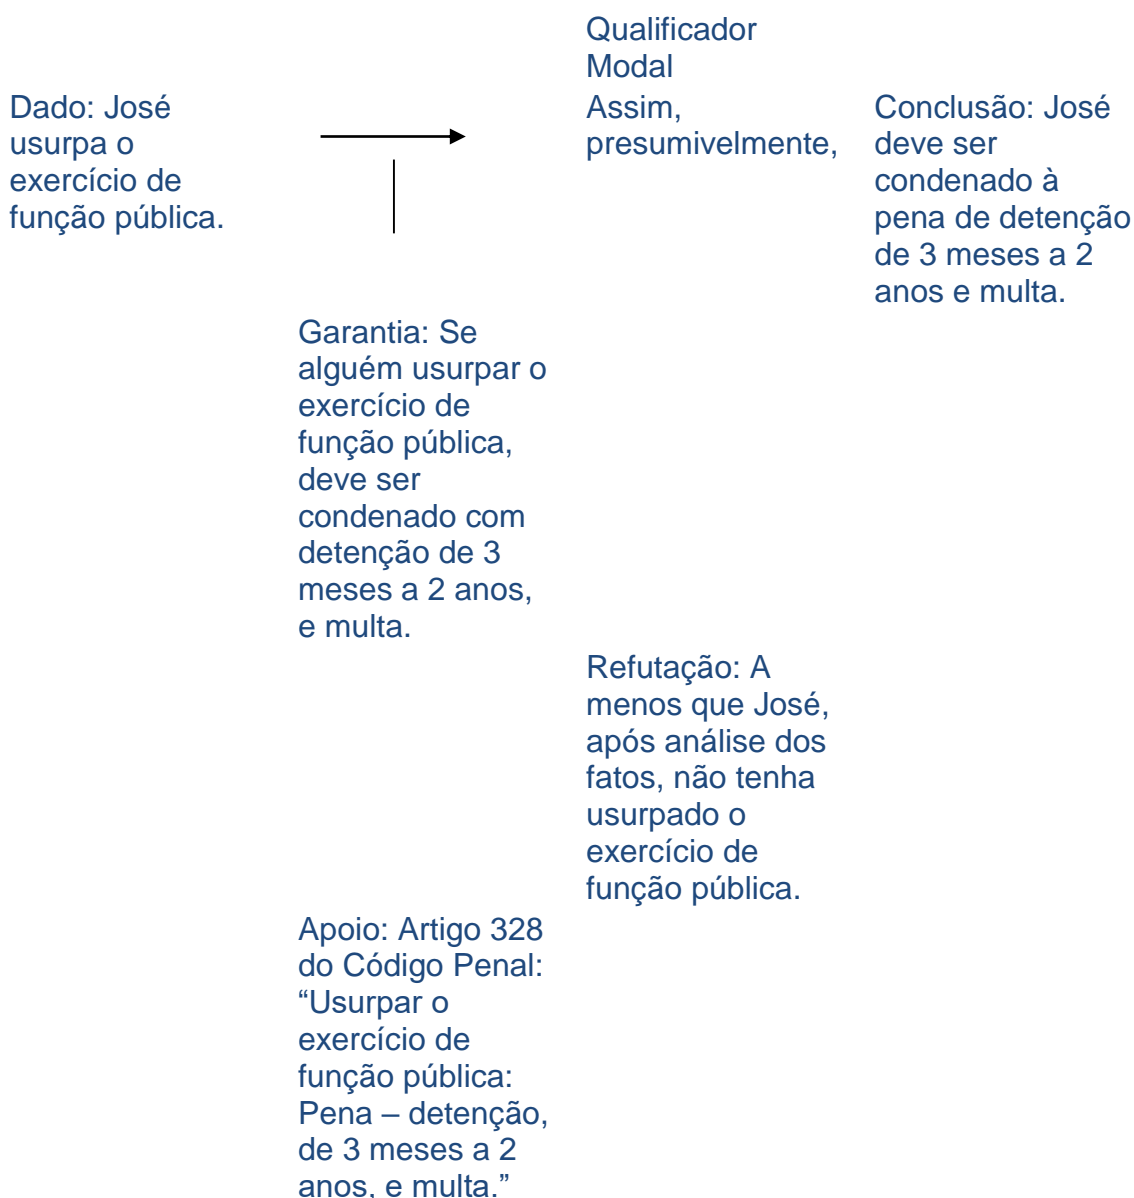 Qualificador
Modal
Dado: José
usurpa o
exercício de
função pública.
Assim,
presumivelmente,
Conclusão: José
deve ser
condenado à
pena de detenção
de 3 meses a 2
anos e multa.
Garantia: Se
alguém usurpar o
exercício de
função pública,
deve ser
condenado com
detenção de 3
meses a 2 anos,
e multa.
Refutação: A
menos que José,
após análise dos
fatos, não tenha
usurpado o
exercício de
função pública.
Apoio: Artigo 328
do Código Penal:
“Usurpar o
exercício de
função pública:
Pena – detenção,
de 3 meses a 2
anos, e multa.”